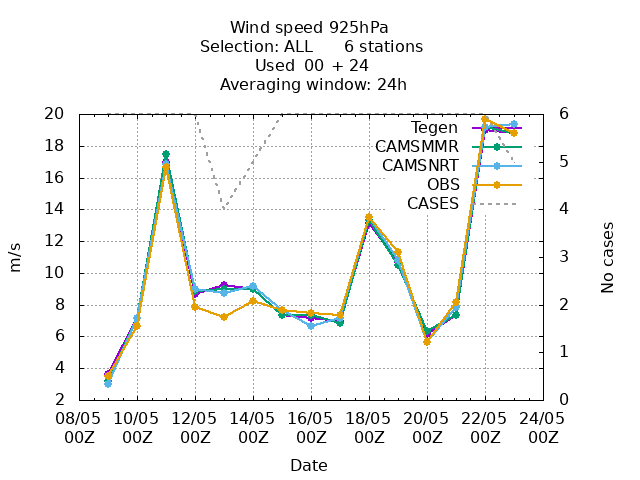 Wind speed 925hPa
Selection: ALL 6 stations
Used 00 + 24
Averaging window: 24h
20 6
Tegen
18
CAMSMMR
CAMSNRT
5
16
OBS
CASES
14 4
12
3
10
8 2
6
1
4
2 0
m/s
No cases
08/05 10/05 12/05 14/05 16/05 18/05 20/05 22/05 24/05
00Z 00Z 00Z 00Z 00Z 00Z 00Z 00Z 00Z
Date